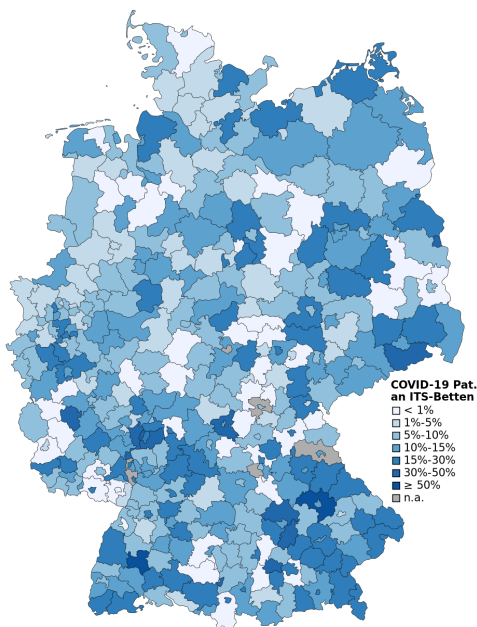 COVID-19 Pat.
an ITS-Betten
< 1%
1%-5%
5%-10%
10%-15%
15%-30%
30%-50%
≥ 50%
n.a.